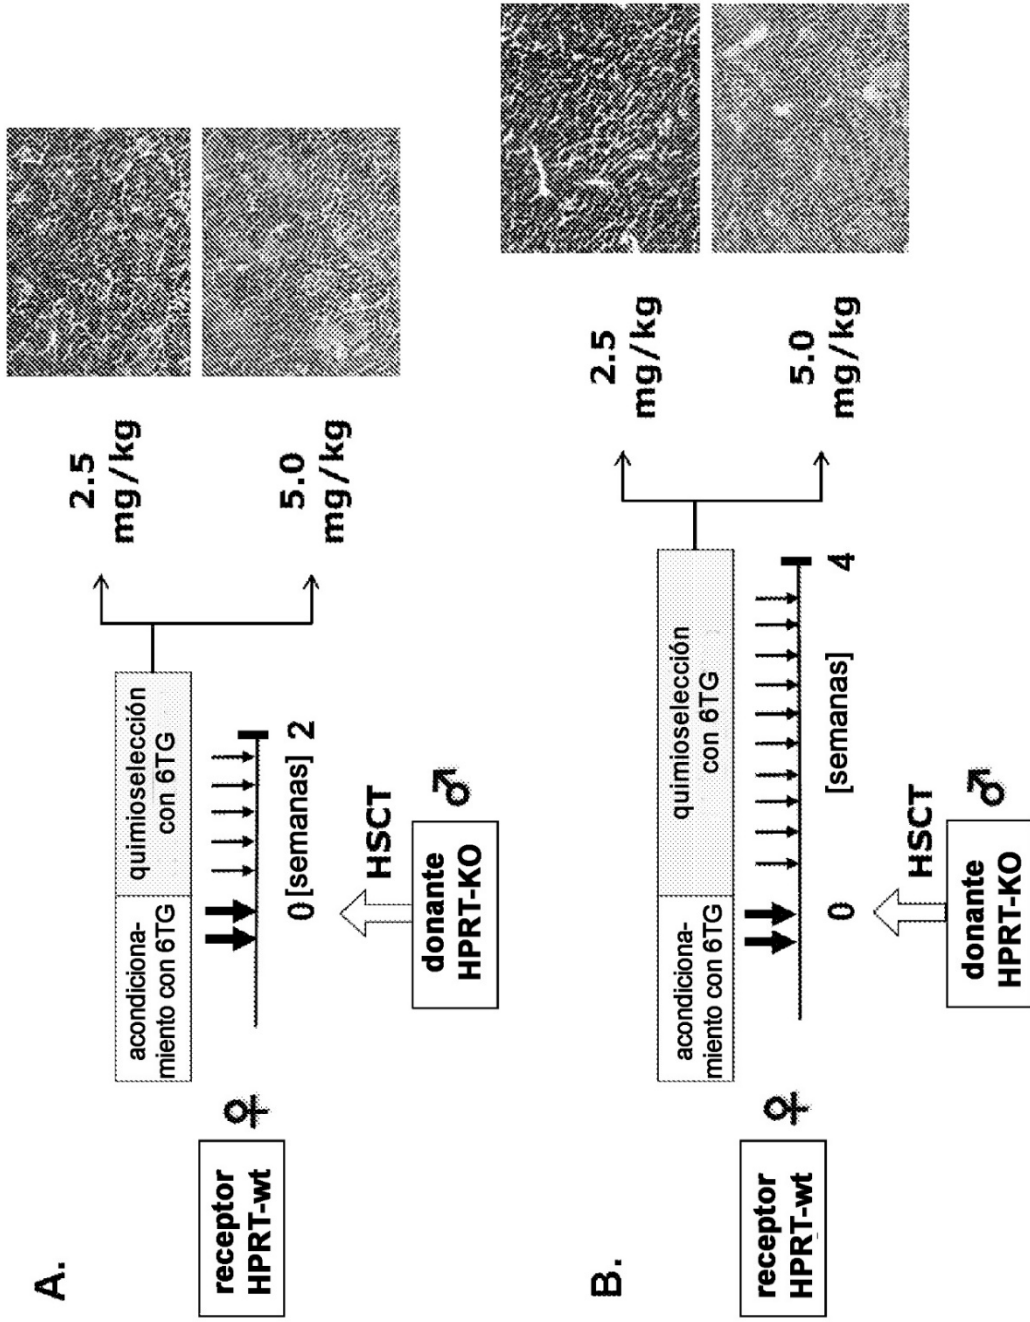 A.
receptor
HPRT-wt
♀
acondiciona-
miento con 6TG
quimioselección
con 6TG
0 [semanas] 2
HSCT
donante
HPRT-KO
♂
2.5
mg/kg
5.0
mg/kg
B.
receptor
HPRT-wt
♀
acondiciona-
miento con 6TG
quimioselección
con 6TG
0 [semanas] 4
HSCT
donante
HPRT-KO
♂
2.5
mg/kg
5.0
mg/kg